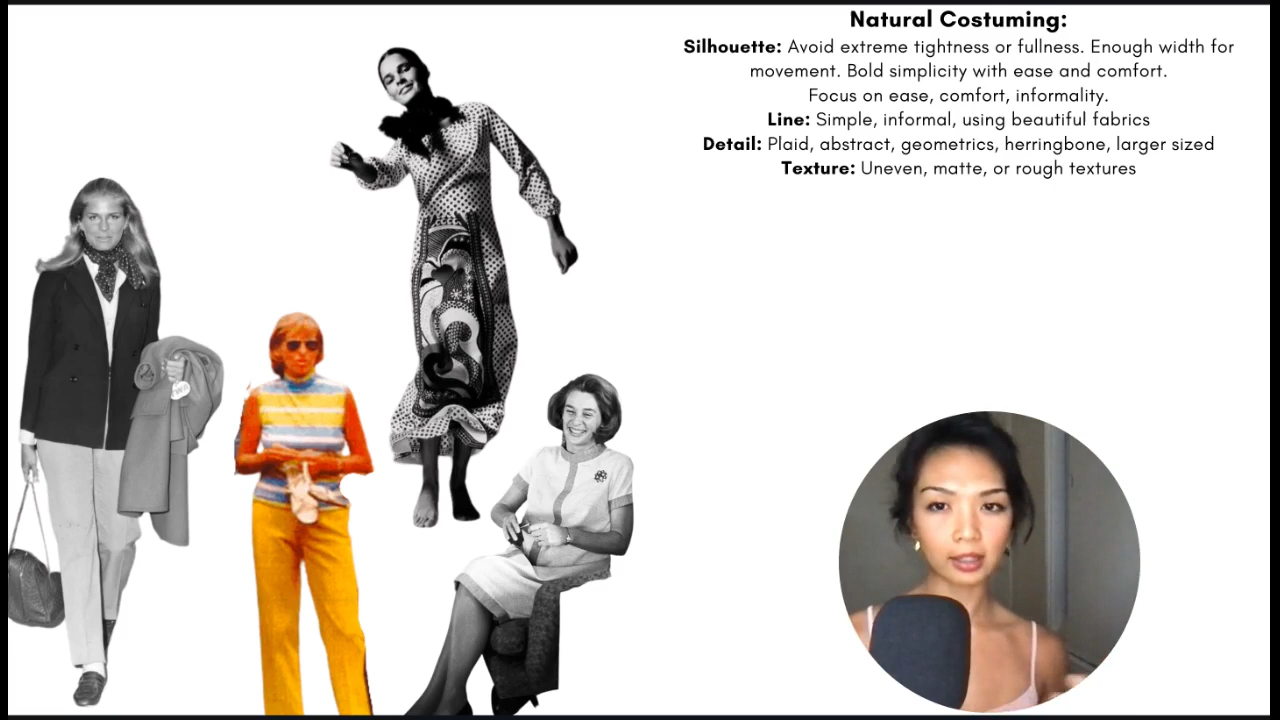 Natural Costuming:
Silhouette: Avoid extreme tightness or fullness. Enough width for
movement. Bold simplicity with ease and comfort.
Focus on ease, comfort, informality.
Line: Simple, informal, using beautiful fabrics
Detail: Plaid, abstract, geometrics, herringbone, larger sized
Texture: Uneven, matte, or rough textures